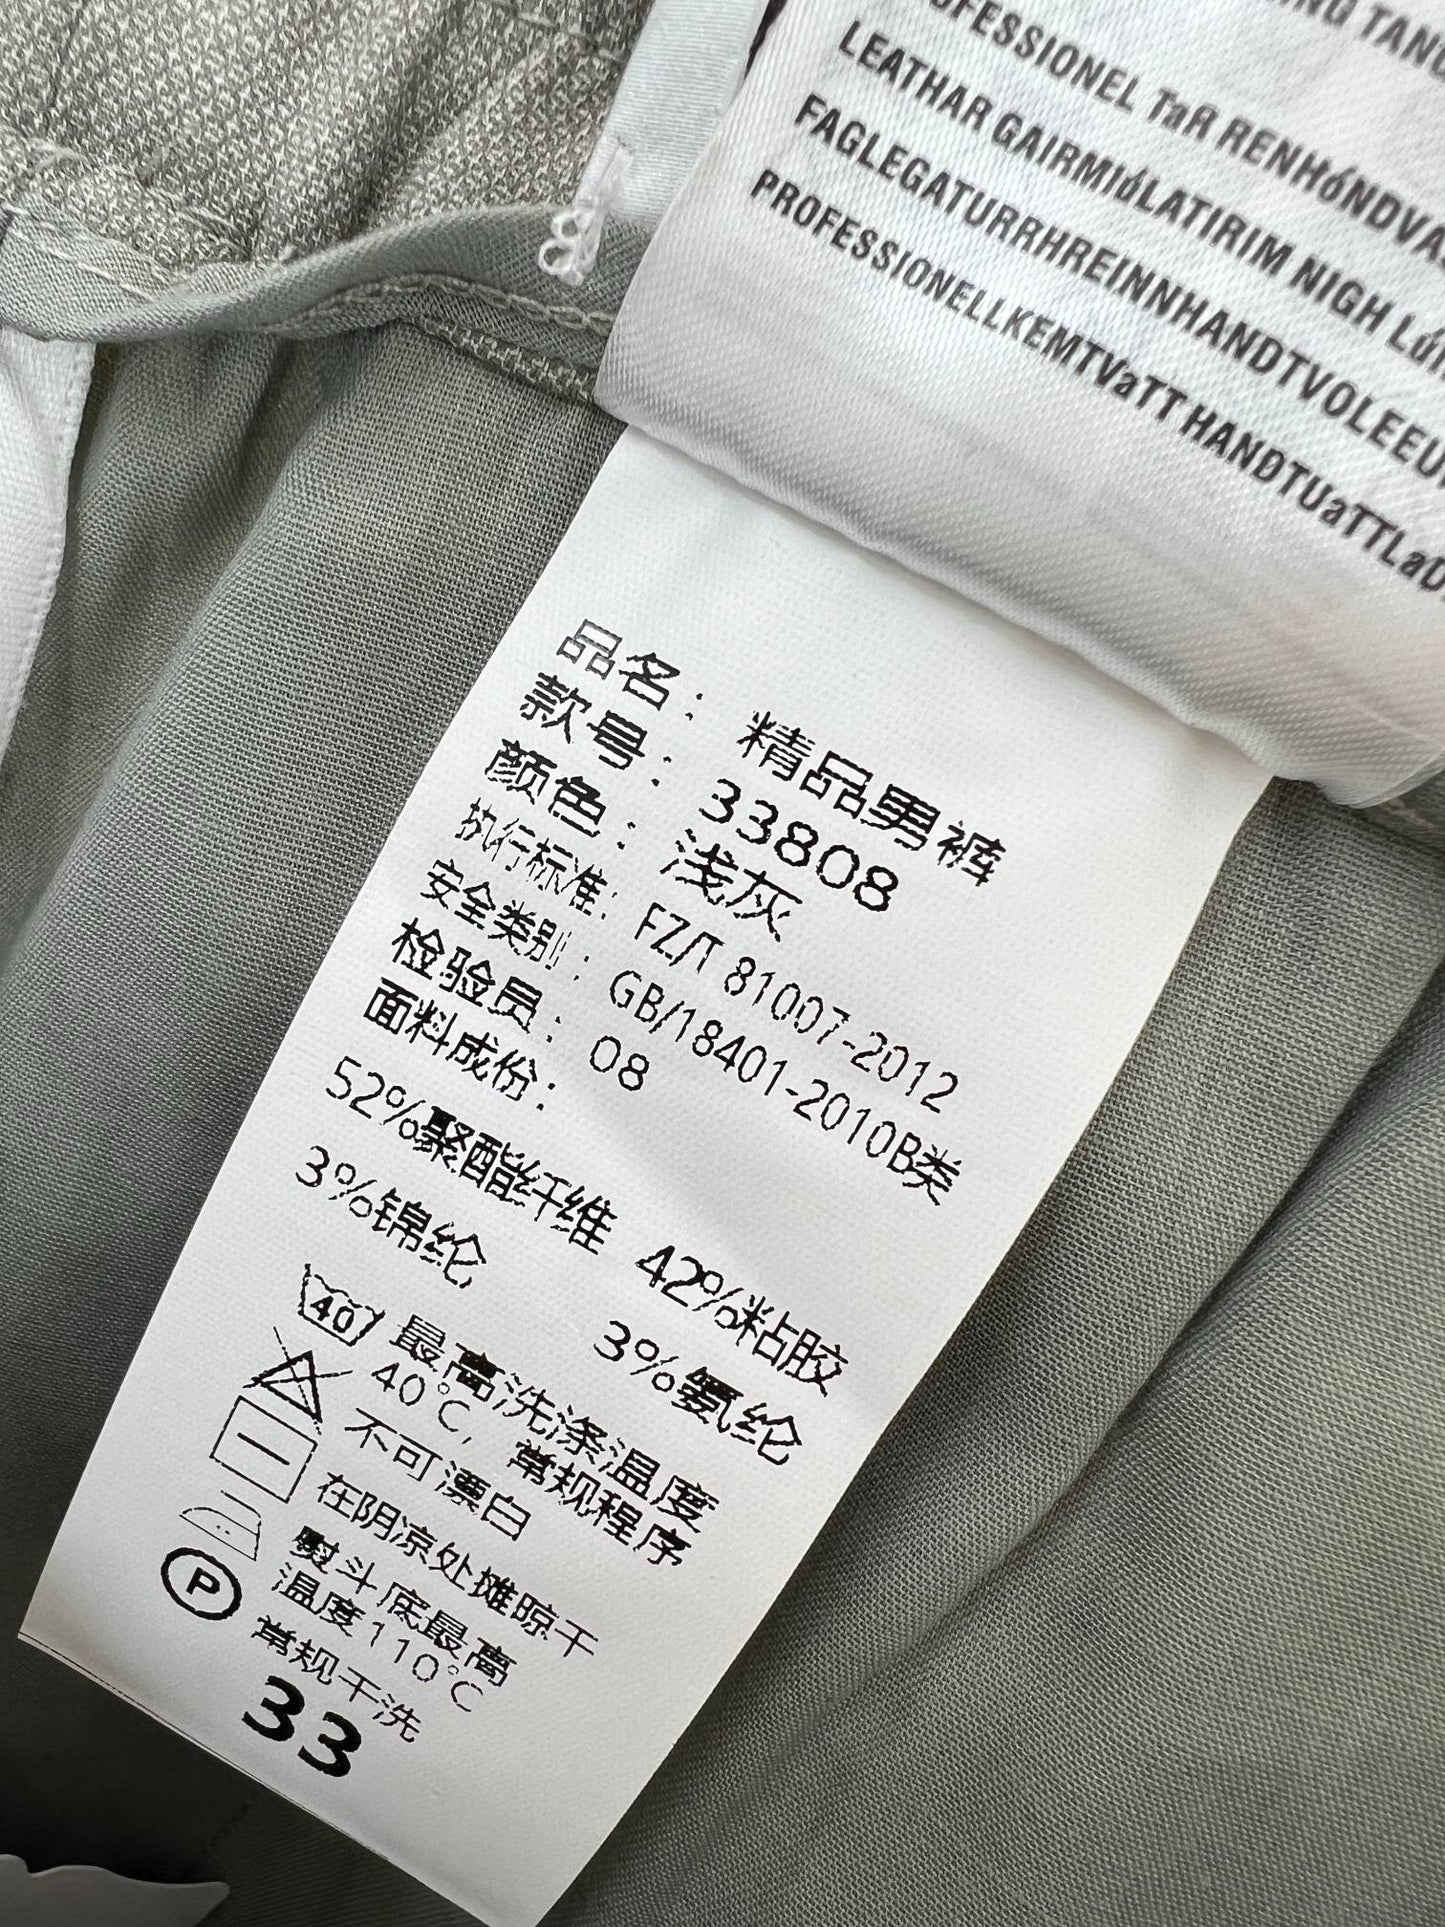 PROFESSIONEL TaR RENHóNDVA
LEATHAR GAIRMIóLATIRIM NIGH
FAGLEGATURRHREINNHANDTVOLEEU
PROFESSIONELLKEMTVaTT HANDTUaTTLaD
品名：精品男裤
款号：33808
颜色：浅灰
执行标准：FZ/T 81007-2012
安全类别：GB/18401-2010B类
检验员：08
面料成份：
52%聚酯纤维 42%粘胶
3%锦纶 3%氨纶
40 最高洗涤温度
40℃，常规程序
不可漂白
在阴凉处摊晾干
熨斗底最高
温度110℃
P 常规干洗
33